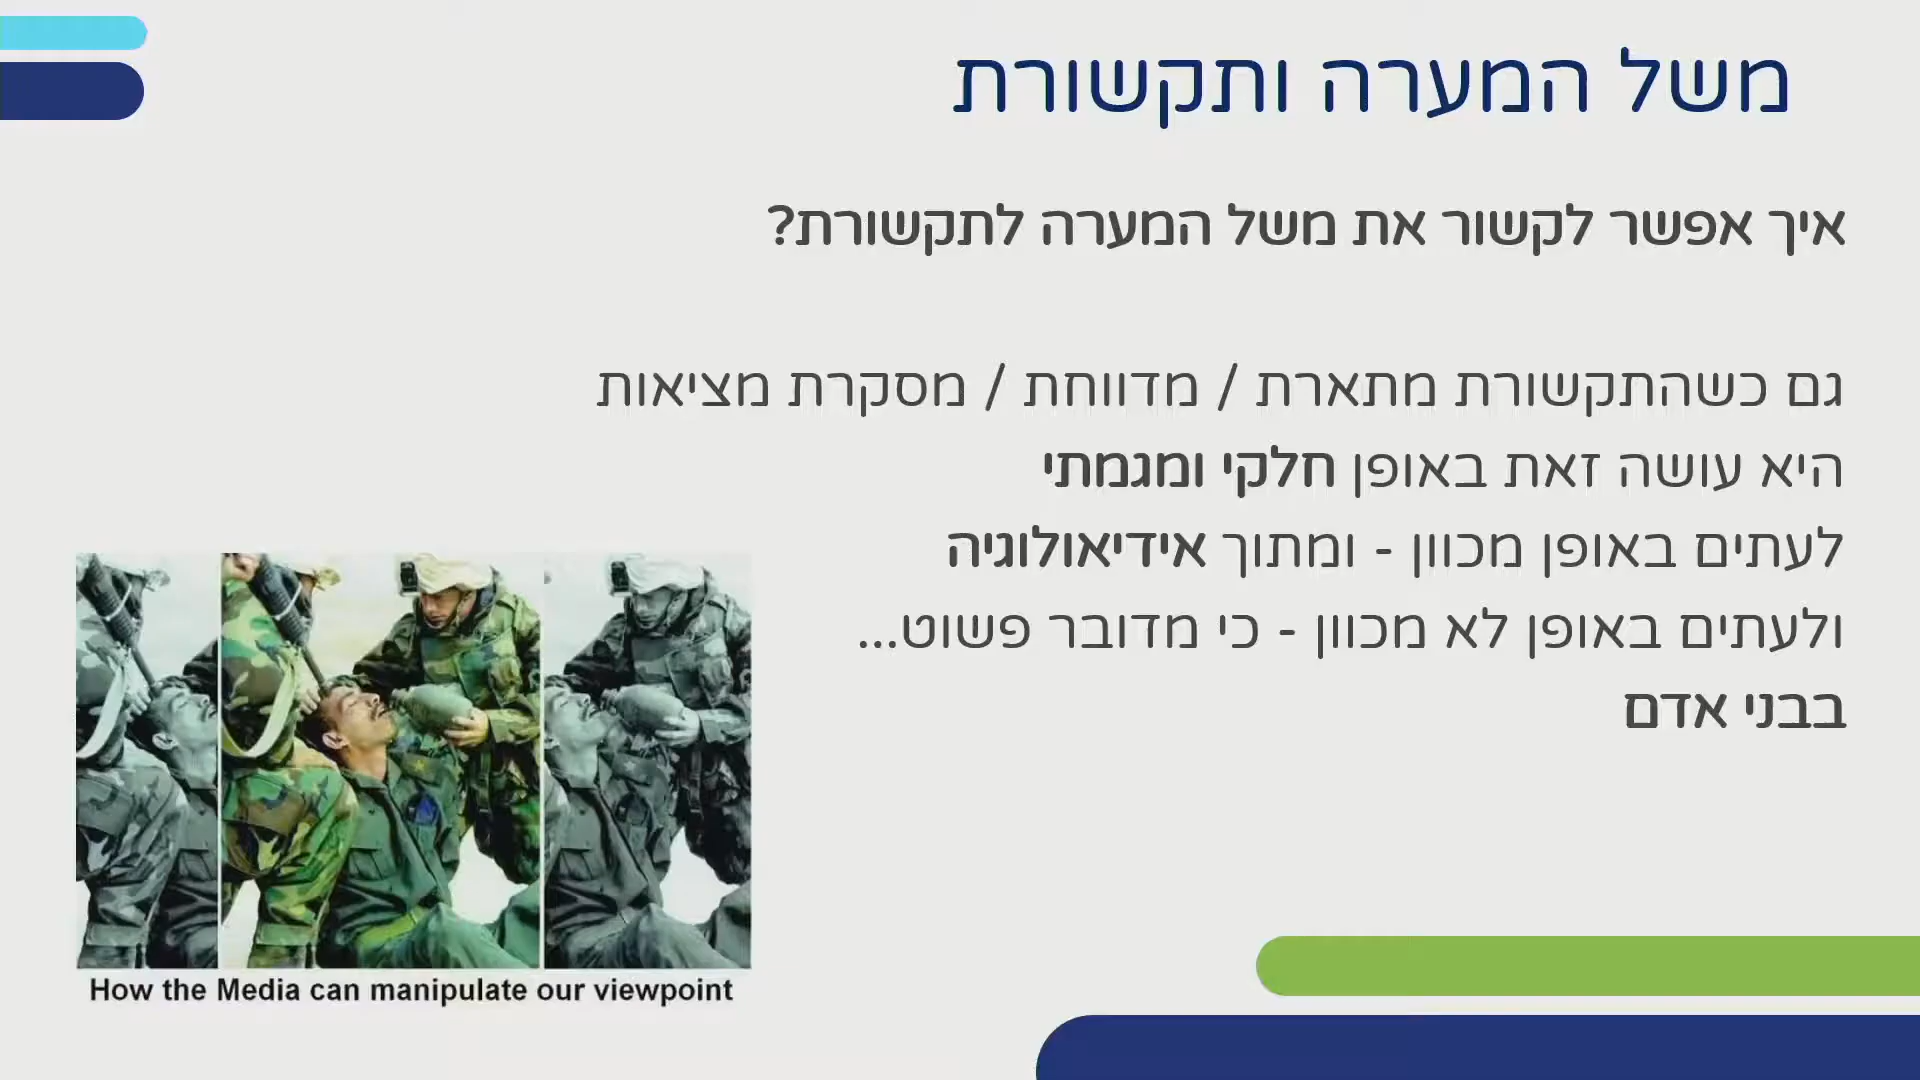 משל המערה ותקשורת
איך אפשר לקשור את משל המערה לתקשורת?
גם כשהתקשורת מתארת / מדווחת / מסקרת מציאות
היא עושה זאת באופן חלקי ומגמתי
לעתים באופן מכוון - ומתוך אידיאולוגיה
ולעתים באופן לא מכוון - כי מדובר פשוט...
בבני אדם
How the Media can manipulate our viewpoint